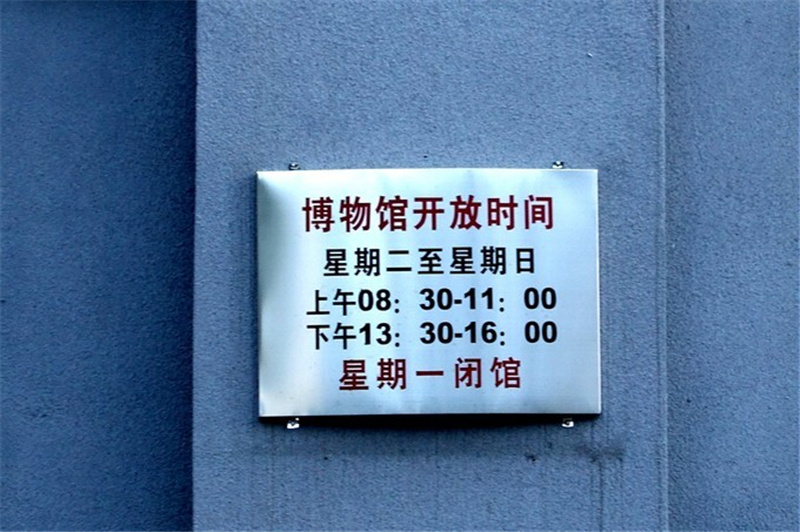 博物馆开放时间
星期二至星期日
上午08：30-11：00
下午13：30-16：00
星期一闭馆